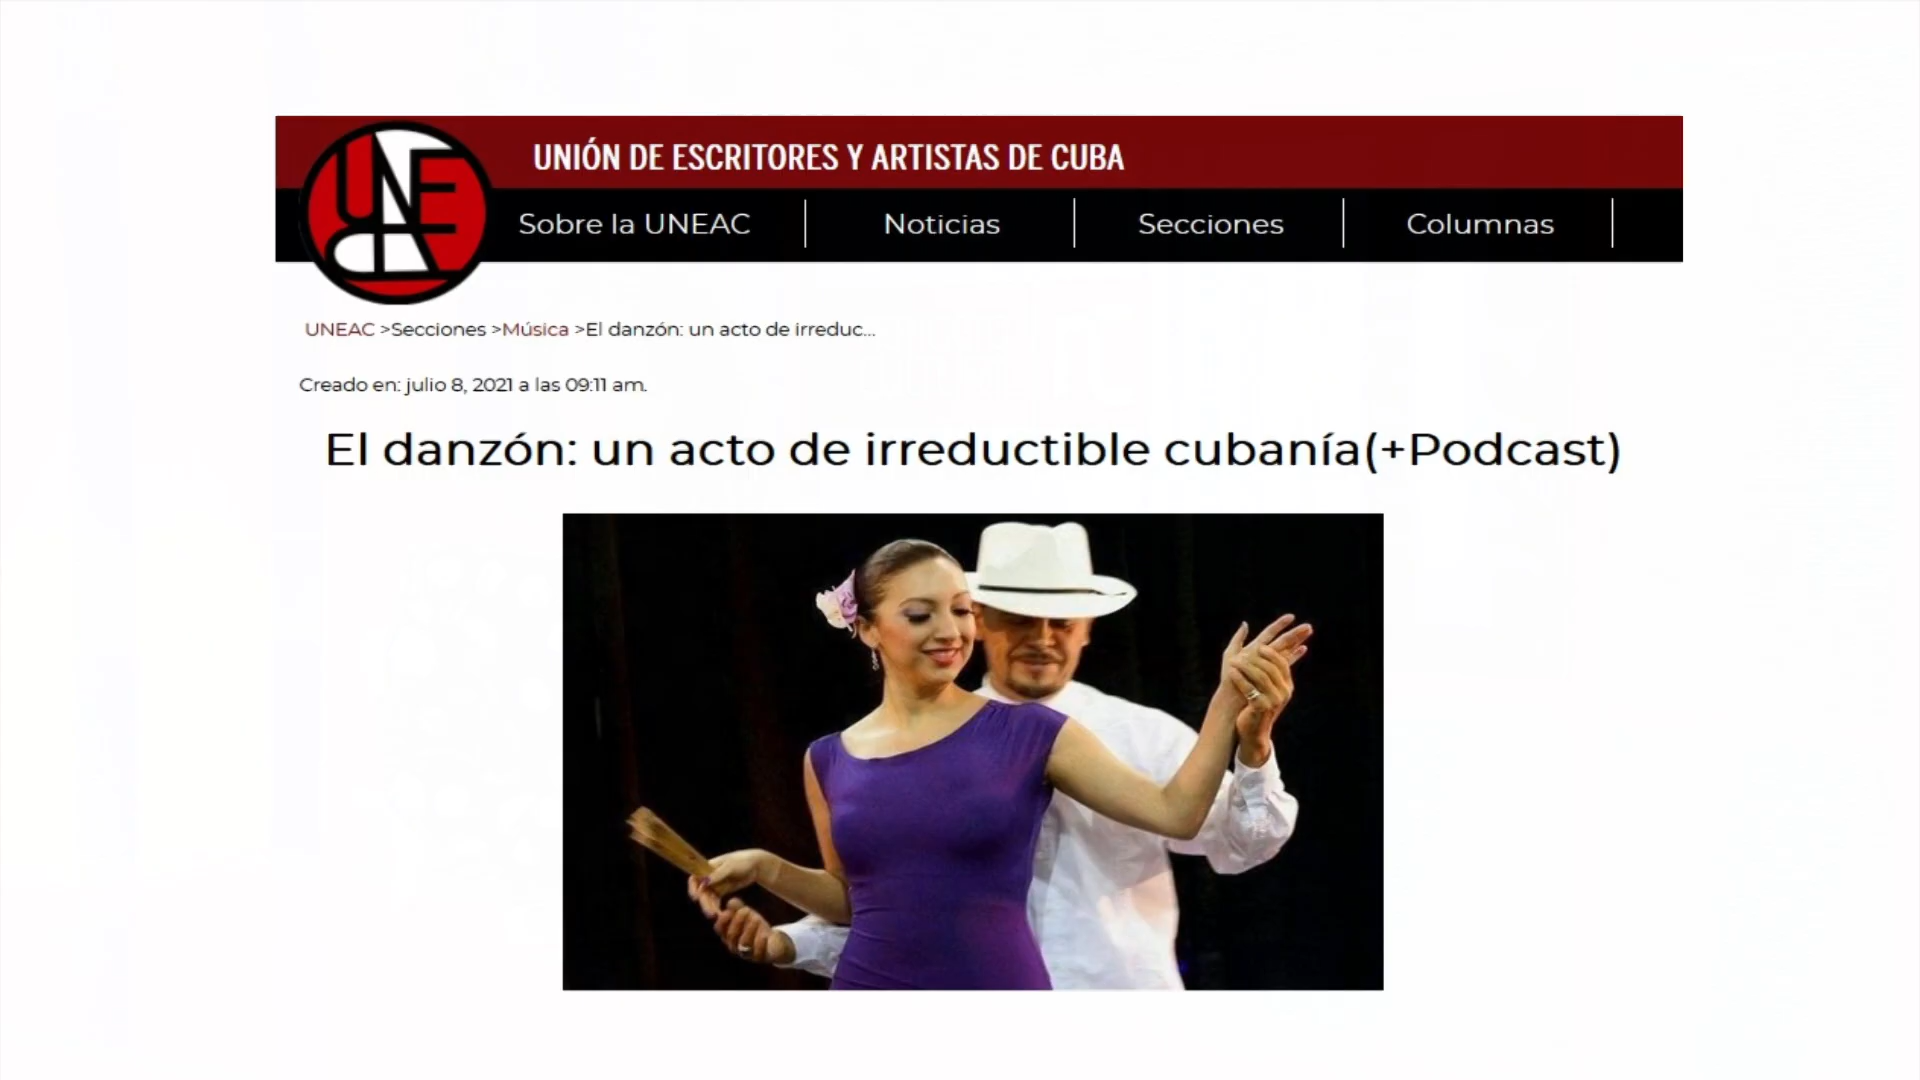 UNEAC
UNIÓN DE ESCRITORES Y ARTISTAS DE CUBA
Sobre la UNEAC
Noticias
Secciones
Columnas
UNEAC >Secciones >Música >El danzón: un acto de irreduc...
Creado en: julio 8, 2021 a las 09:11 am.
El danzón: un acto de irreductible cubanía(+Podcast)